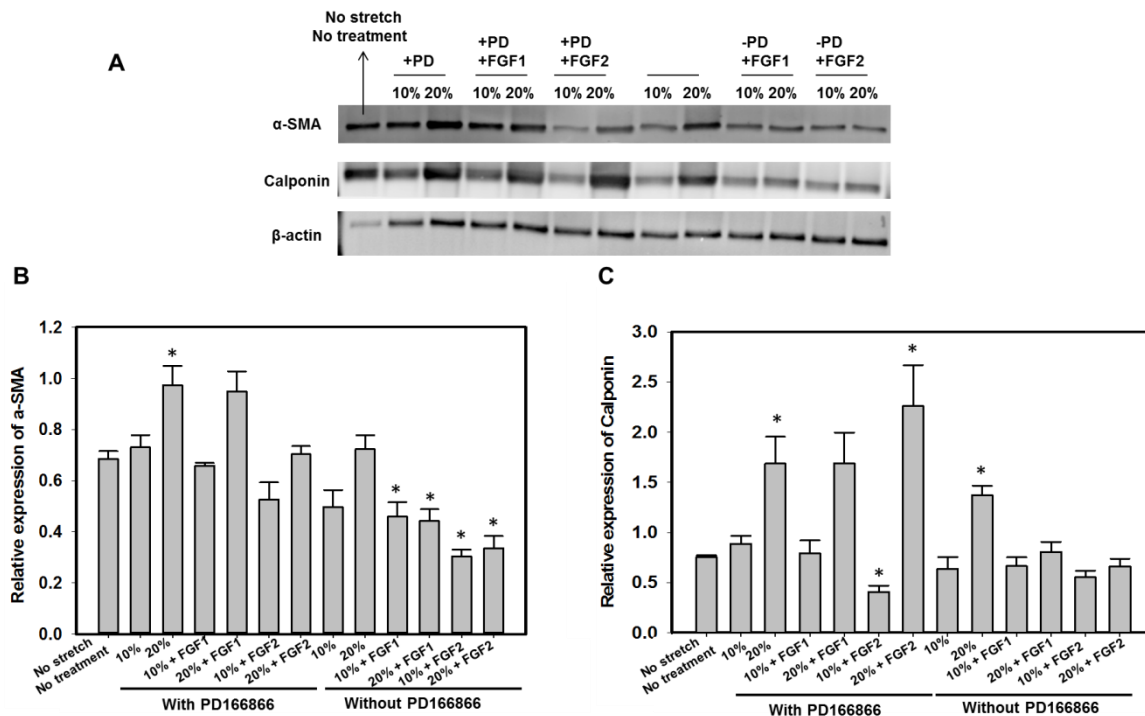 No stretch
No treatment
A
+PD
+PD
+FGF1
+PD
+FGF2
-PD
+FGF1
-PD
+FGF2
10% 20% 10% 20% 10% 20% 10% 20% 10% 20% 10% 20%
α-SMA
Calponin
β-actin
B
Relative expression of a-SMA
1.2
1.0
0.8
0.6
0.4
0.2
0.0
*
*
*
*
*
No stretch
No treatment
10%
20%
10% + FGF1
20% + FGF1
10% + FGF2
20% + FGF2
10%
20%
10% + FGF1
20% + FGF1
10% + FGF2
20% + FGF2
With PD166866
Without PD166866
C
Relative expression of Calponin
3.0
2.5
2.0
1.5
1.0
0.5
0.0
*
*
*
*
No stretch
No treatment
10%
20%
10% + FGF1
20% + FGF1
10% + FGF2
20% + FGF2
10%
20%
10% + FGF1
20% + FGF1
10% + FGF2
20% + FGF2
With PD166866
Without PD166866